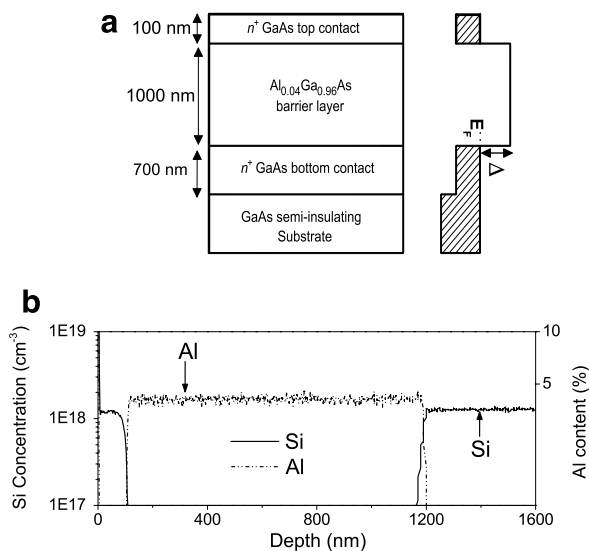 a
100 nm
n+ GaAs top contact
1000 nm
Al0.04Ga0.96As
barrier layer
EF
700 nm
n+ GaAs bottom contact
Δ
GaAs semi-insulating
Substrate
b
Si Concentration (cm-3)
1E19
1E18
1E17
Al
Si
Al
Si
10
5
Al content (%)
0
400
800
1200
1600
Depth (nm)